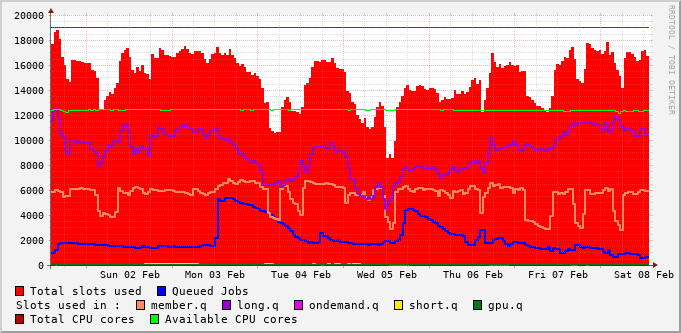 20000
18000
16000
14000
12000
10000
8000
6000
4000
2000
0
Sun 02 Feb Mon 03 Feb Tue 04 Feb Wed 05 Feb Thu 06 Feb Fri 07 Feb Sat 08 Feb
Total slots used Queued Jobs
Slots used in : member.q long.q ondemand.q short.q gpu.q
Total CPU cores Available CPU cores
RRDTOOL / TOBI OETIKER